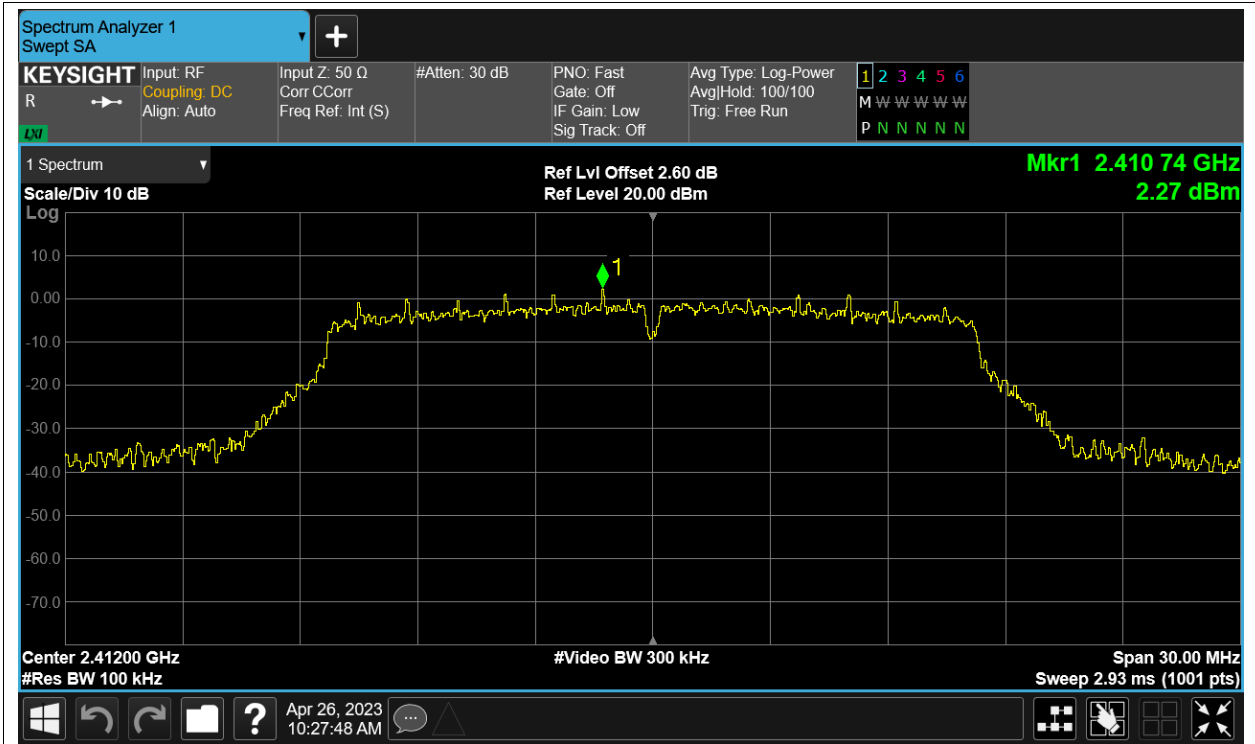 Spectrum Analyzer 1
Swept SA
KEYSIGHT
R
LXI
Input: RF
Coupling: DC
Align: Auto
Input Z: 50 Ω
Corr CCorr
Freq Ref: Int (S)
#Atten: 30 dB
PNO: Fast
Gate: Off
IF Gain: Low
Sig Track: Off
Avg Type: Log-Power
Avg|Hold: 100/100
Trig: Free Run
1 2 3 4 5 6
M W W W W W
P N N N N N
1 Spectrum
Scale/Div 10 dB
Log
Ref Lvl Offset 2.60 dB
Ref Level 20.00 dBm
Mkr1 2.410 74 GHz
2.27 dBm
1
10.0
0.00
-10.0
-20.0
-30.0
-40.0
-50.0
-60.0
-70.0
Center 2.41200 GHz
#Res BW 100 kHz
#Video BW 300 kHz
Span 30.00 MHz
Sweep 2.93 ms (1001 pts)
?
Apr 26, 2023
10:27:48 AM